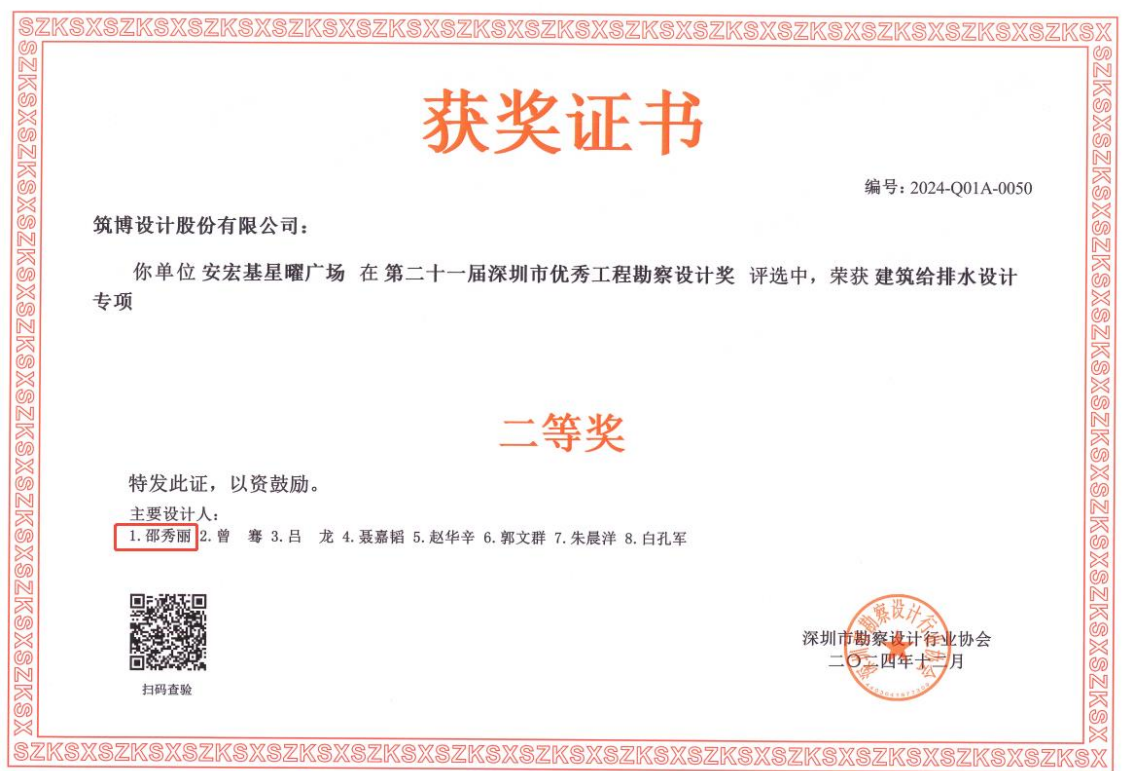 SZKSXSZKSXSZKSXSZKSXSZKSXSZKSXSZKSXSZKSXSZKSXSZKSXSZKSX
获奖证书
编号: 2024-Q01A-0050
筑博设计股份有限公司:
你单位 安宏基星曜广场 在 第二十一届深圳市优秀工程勘察设计奖 评选中，荣获 建筑给排水设计
专项
二等奖
特发此证，以资鼓励。
主要设计人:
1.邵秀丽 2.曾 骞 3.吕 龙 4.聂嘉韬 5.赵华辛 6.郭文群 7.朱晨洋 8.白孔军
扫码查验
深圳市勘察设计行业协会
二〇二四年十二月
SZKSXSZKSXSZKSXSZKSXSZKSXSZKSXSZKSXSZKSXSZKSXSZKSXSZKSX